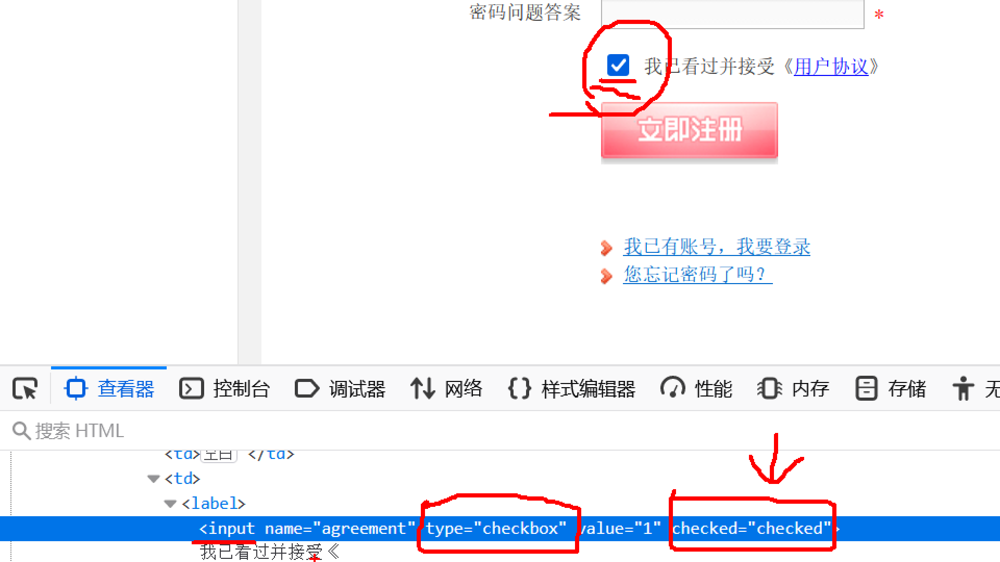 密码问题答案 *
我已看过并接受《用户协议》
立即注册
我已有账号，我要登录
您忘记密码了吗？
查看器 控制台 调试器 网络 样式编辑器 性能 内存 存储 无
搜索 HTML
<td>空白 </td>
<td>
<label>
<input name="agreement" type="checkbox" value="1" checked="checked">
我已看过并接受《